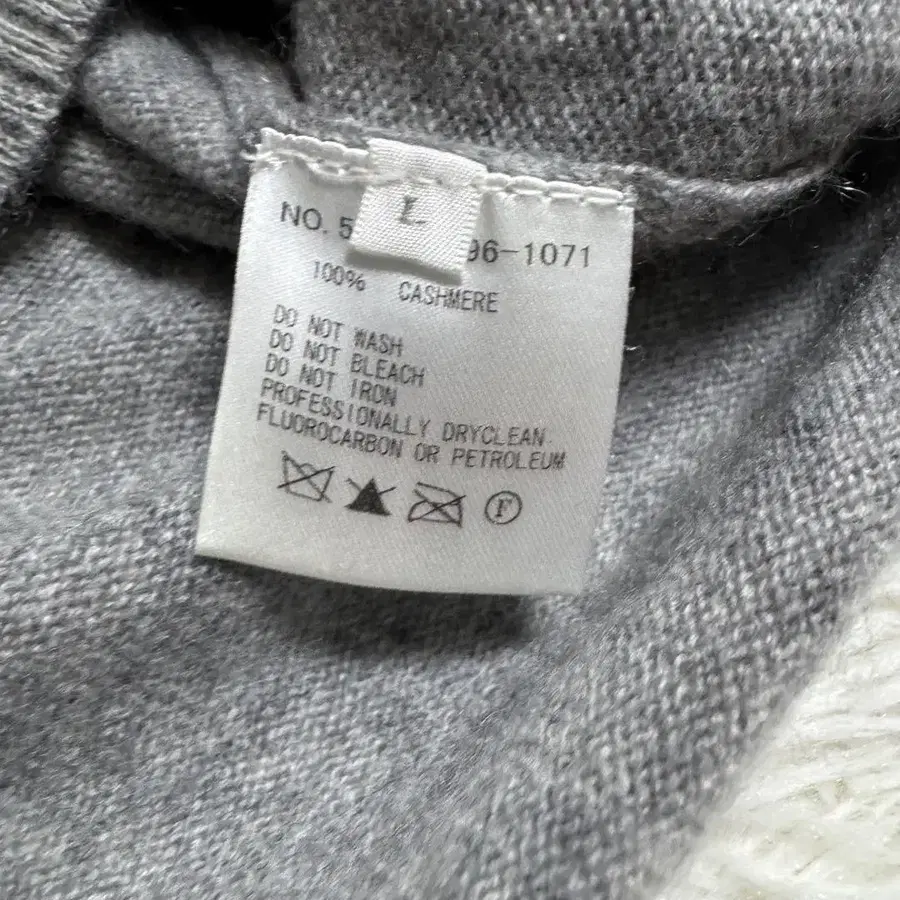 L
NO. 5 96-1071
100% CASHMERE
DO NOT WASH
DO NOT BLEACH
DO NOT IRON
PROFESSIONALLY DRYCLEAN
FLUOROCARBON OR PETROLEUM
F